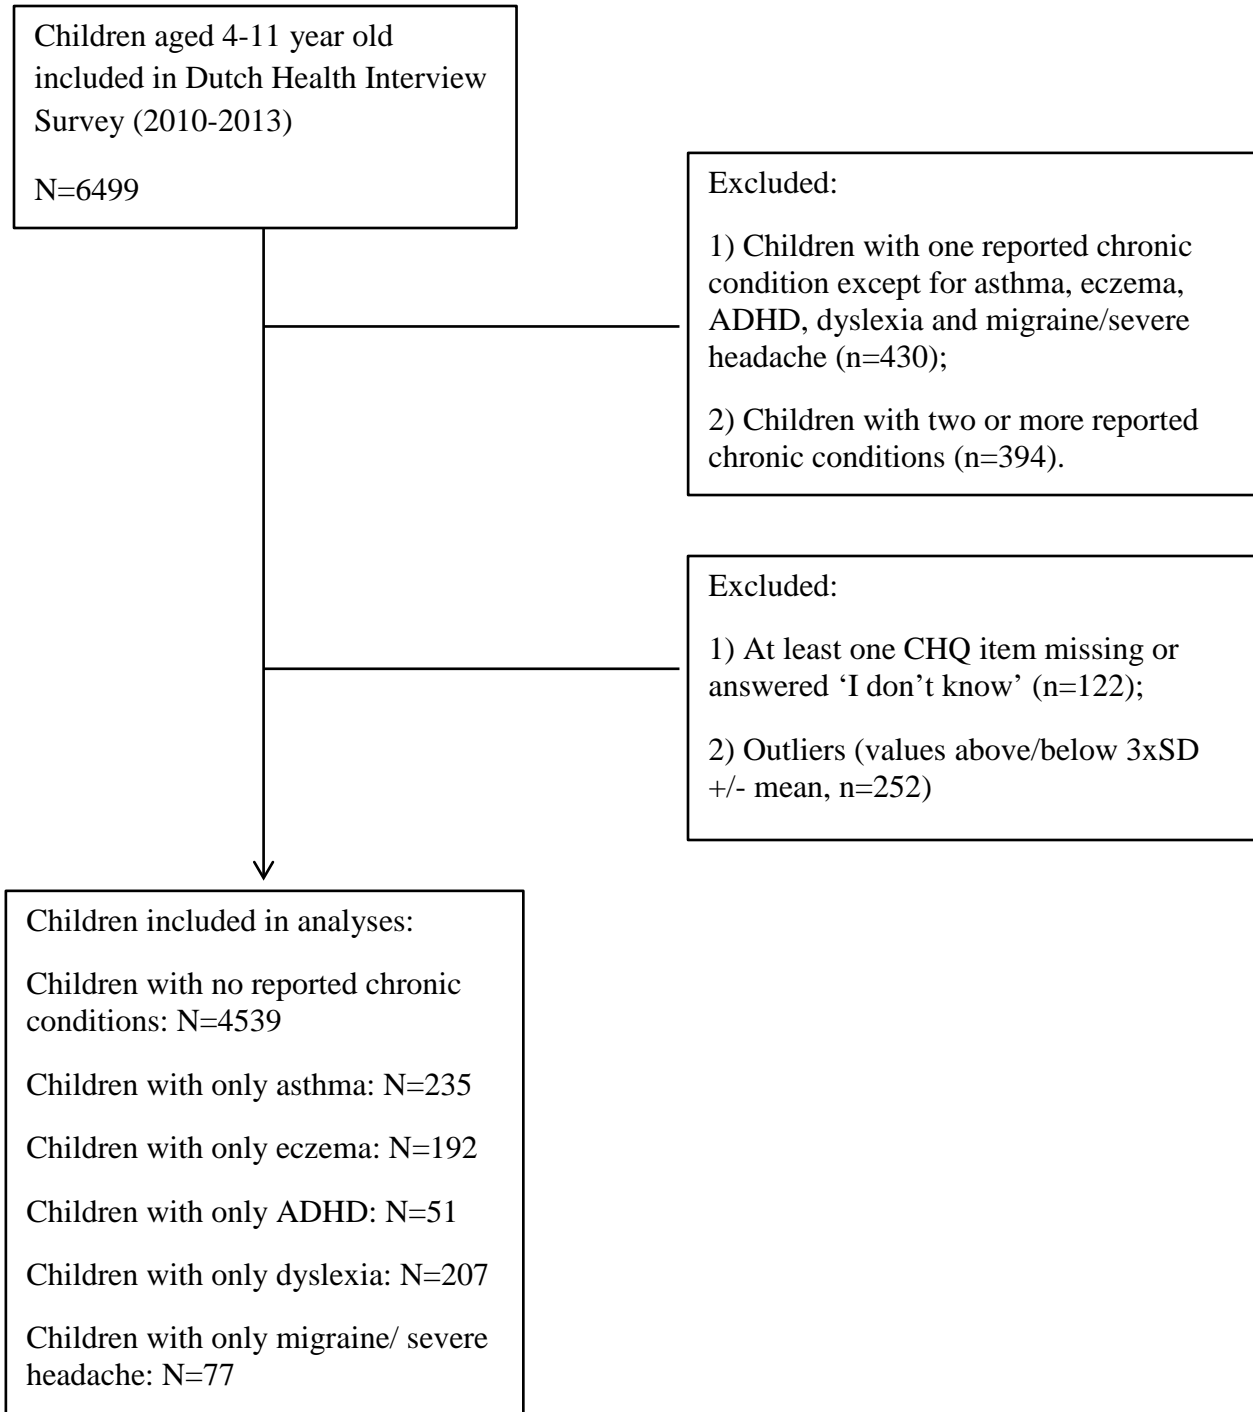 Children aged 4-11 year old
included in Dutch Health Interview
Survey (2010-2013)
N=6499
Excluded:
1) Children with one reported chronic
condition except for asthma, eczema,
ADHD, dyslexia and migraine/severe
headache (n=430);
2) Children with two or more reported
chronic conditions (n=394).
Excluded:
1) At least one CHQ item missing or
answered ‘I don’t know’ (n=122);
2) Outliers (values above/below 3xSD
+/- mean, n=252)
Children included in analyses:
Children with no reported chronic
conditions: N=4539
Children with only asthma: N=235
Children with only eczema: N=192
Children with only ADHD: N=51
Children with only dyslexia: N=207
Children with only migraine/ severe
headache: N=77